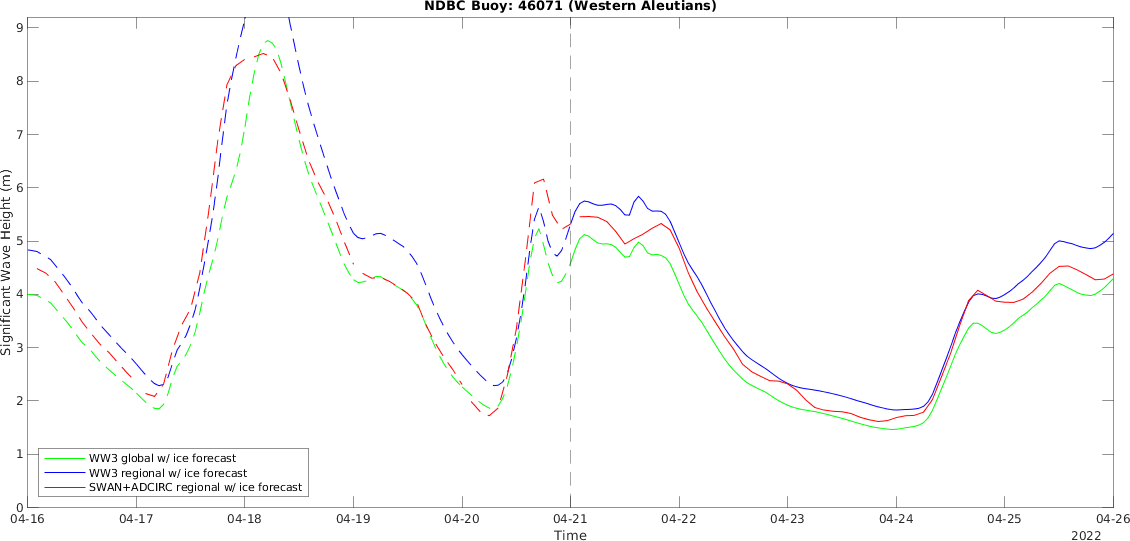 NDBC Buoy: 46071 (Western Aleutians)
9
8
7
6
5
4
3
2
1
0
Significant Wave Height (m)
WW3 global w/ ice forecast
WW3 regional w/ ice forecast
SWAN+ADCIRC regional w/ ice forecast
04-16 04-17 04-18 04-19 04-20 04-21 04-22 04-23 04-24 04-25 04-26
Time
2022